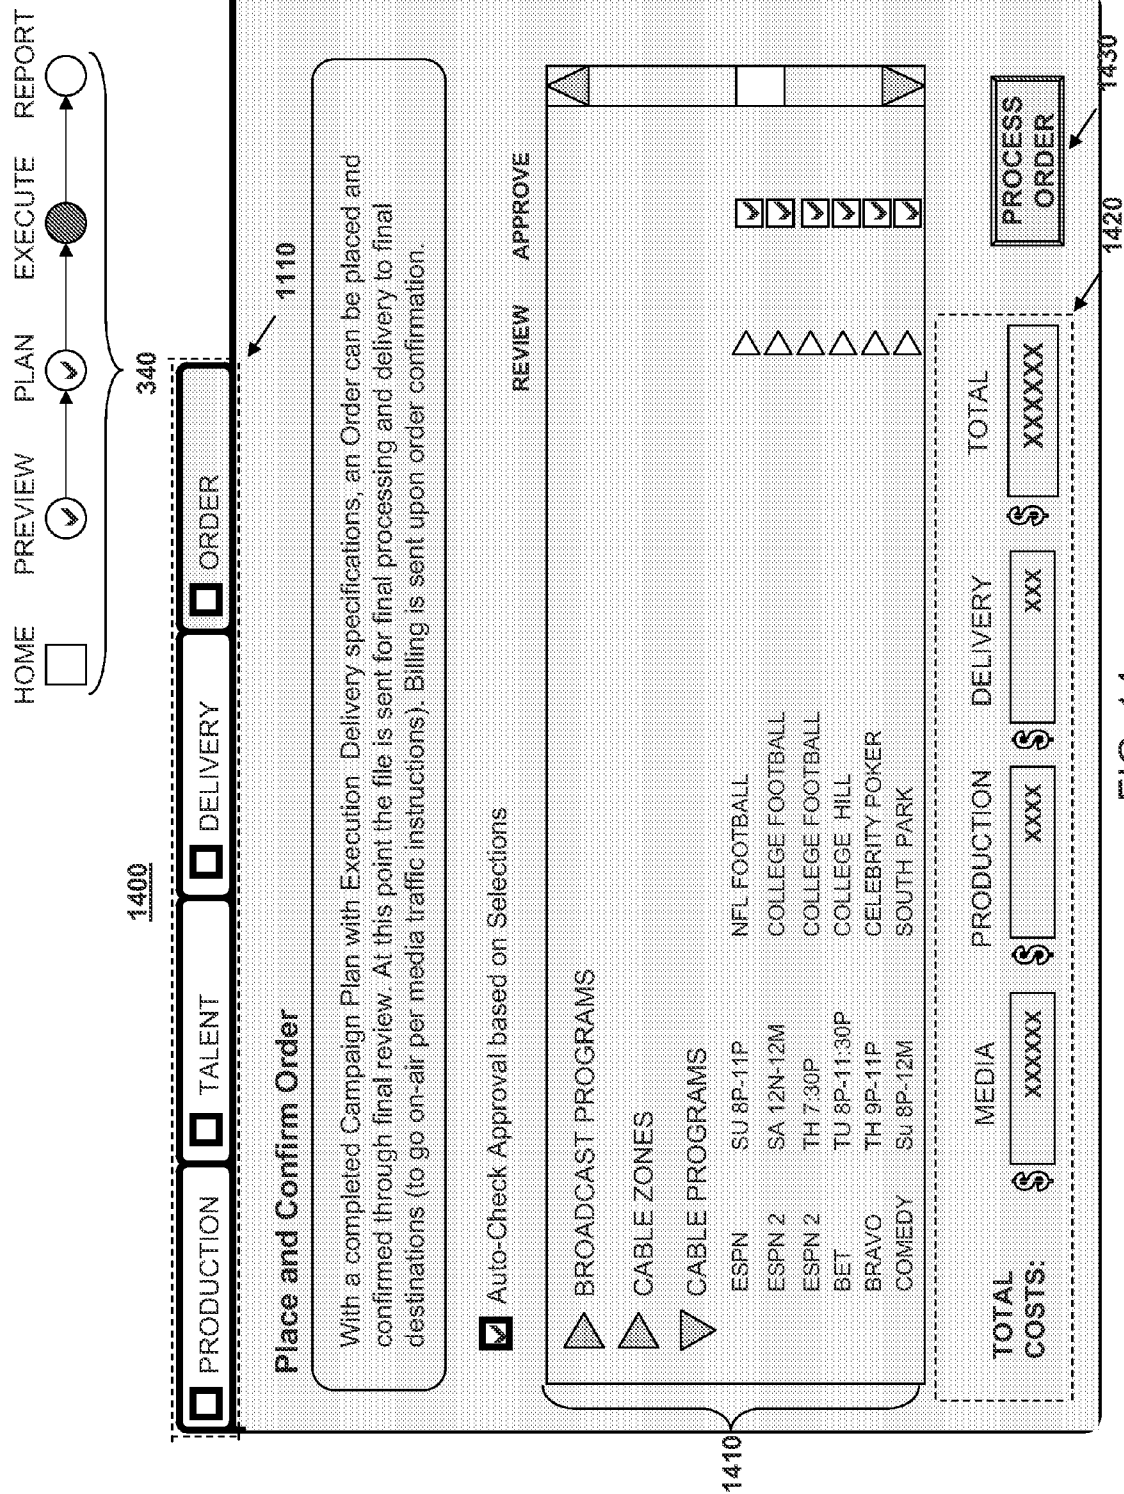 1400
HOME PREVIEW PLAN EXECUTE REPORT
340
PRODUCTION TALENT DELIVERY ORDER
1110
Place and Confirm Order
With a completed Campaign Plan with Execution Delivery specifications, an Order can be placed and
confirmed through final review. At this point the file is sent for final processing and delivery to final
destinations (to go on-air per media traffic instructions). Billing is sent upon order confirmation.
Auto-Check Approval based on Selections
REVIEW APPROVE
BROADCAST PROGRAMS
CABLE ZONES
CABLE PROGRAMS
ESPN SU 8P-11P NFL FOOTBALL
ESPN 2 SA 12N-12M COLLEGE FOOTBALL
ESPN 2 TH 7:30P COLLEGE FOOTBALL
BET TU 8P-11:30P COLLEGE HILL
BRAVO TH 9P-11P CELEBRITY POKER
COMEDY Su 8P-12M SOUTH PARK
1410
MEDIA PRODUCTION DELIVERY TOTAL
TOTAL
COSTS:
$ XXXXXX $ XXXX $ XXX $ XXXXXX
PROCESS
ORDER
1420
1430